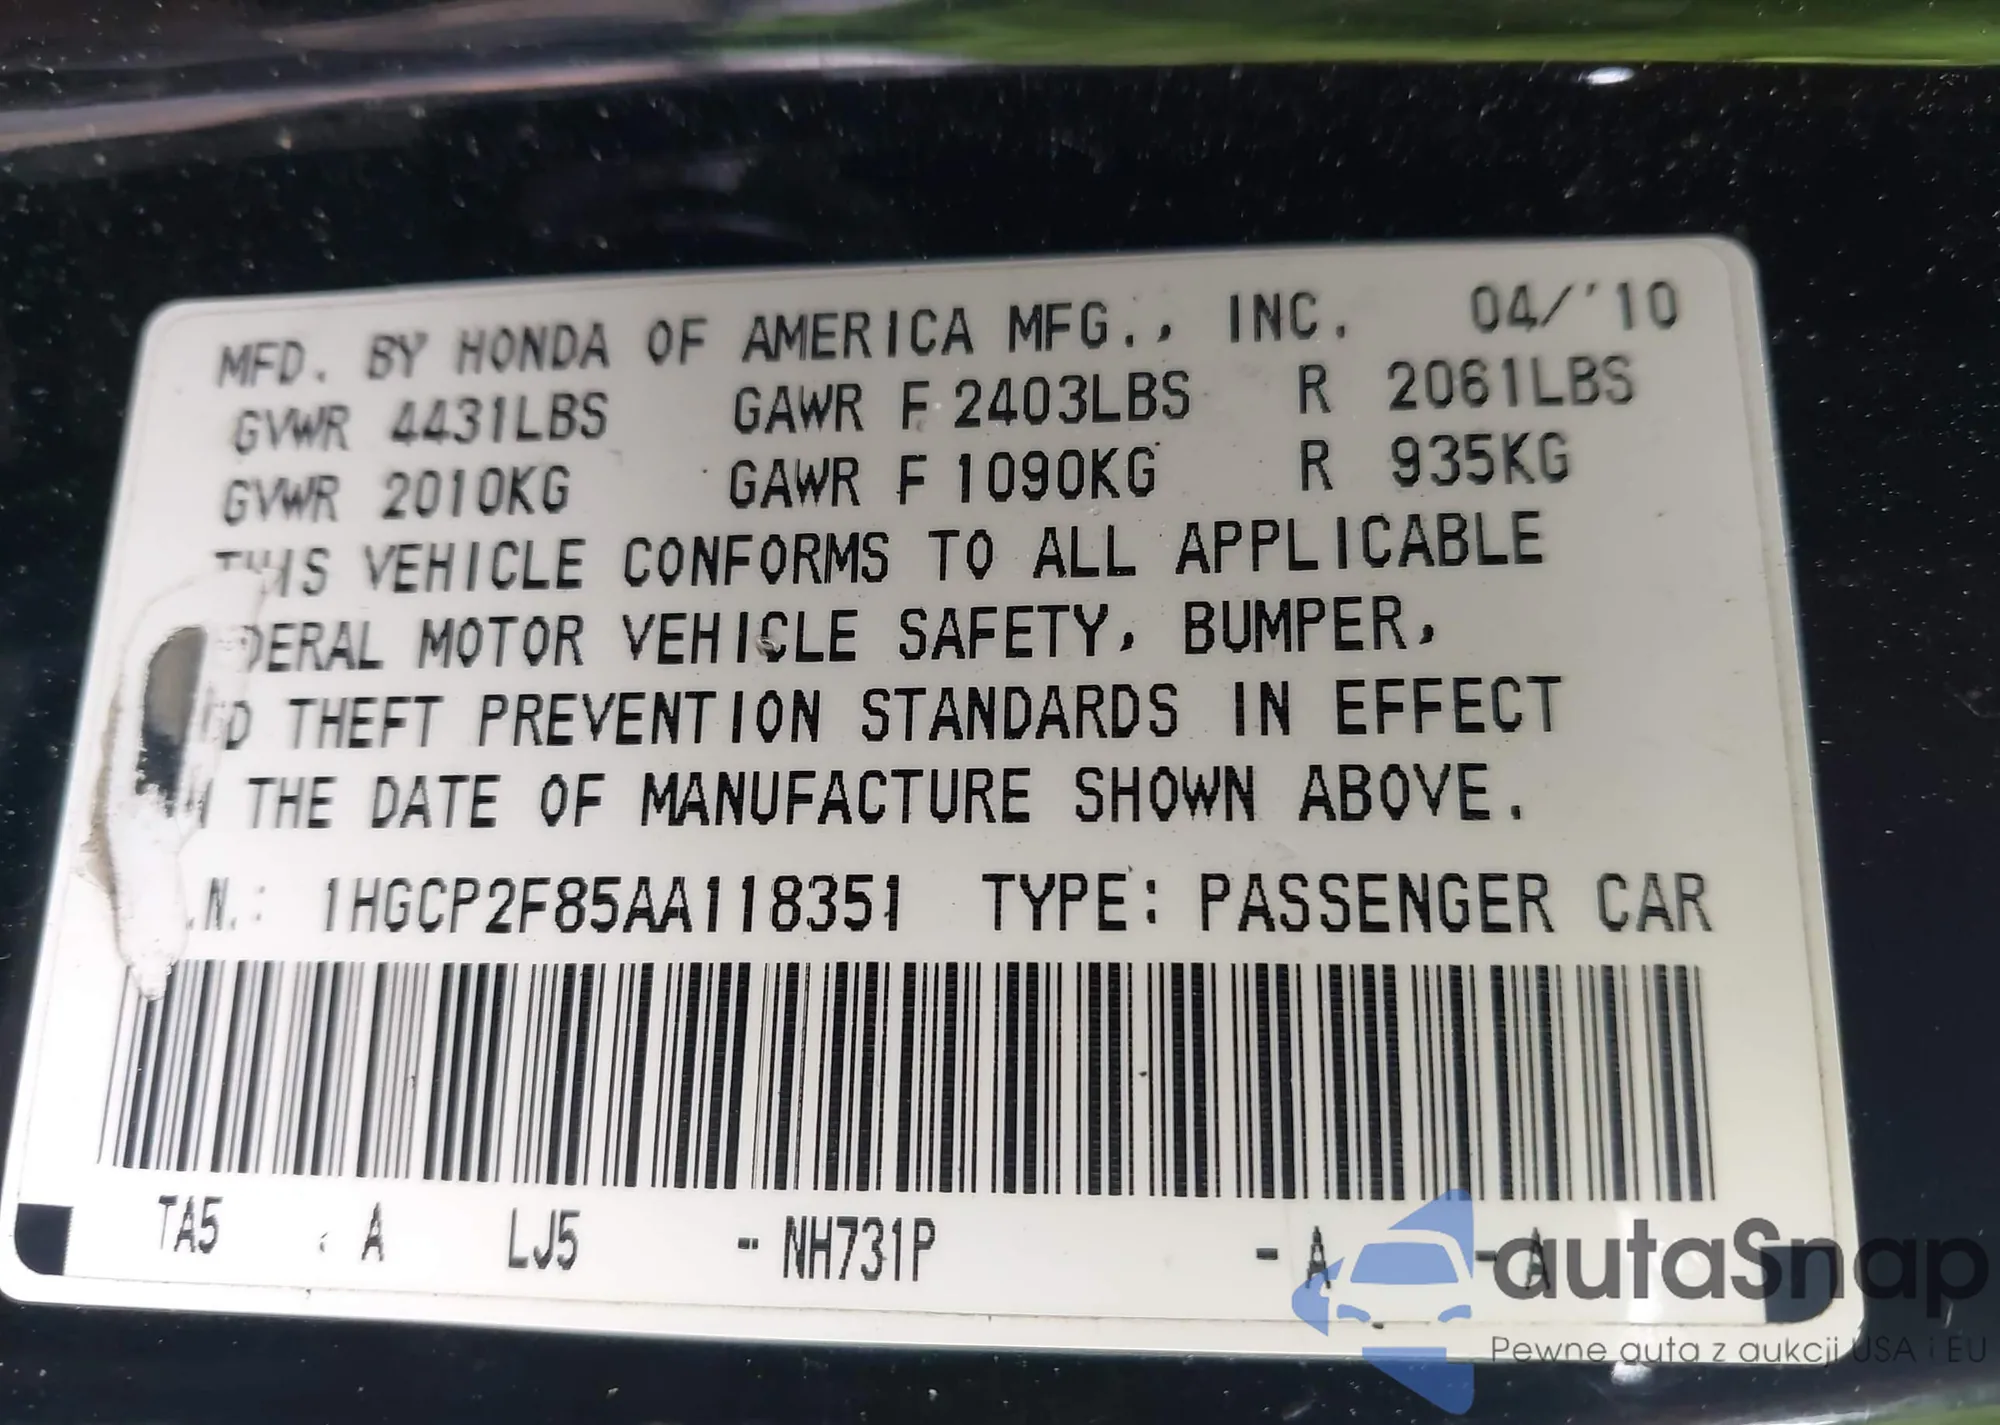 MFD. BY HONDA OF AMERICA MFG., INC. 04/'10
GVWR 4431LBS GAWR F 2403LBS R 2061LBS
GVWR 2010KG GAWR F 1090KG R 935KG
THIS VEHICLE CONFORMS TO ALL APPLICABLE
DERAL MOTOR VEHICLE SAFETY, BUMPER,
THEFT PREVENTION STANDARDS IN EFFECT
THE DATE OF MANUFACTURE SHOWN ABOVE.
.N.: 1HGCP2F85AA118351 TYPE: PASSENGER CAR
TA5 A LJ5 - NH731P - A - A
autaSnap
Pewne auta z aukcji USA i EU